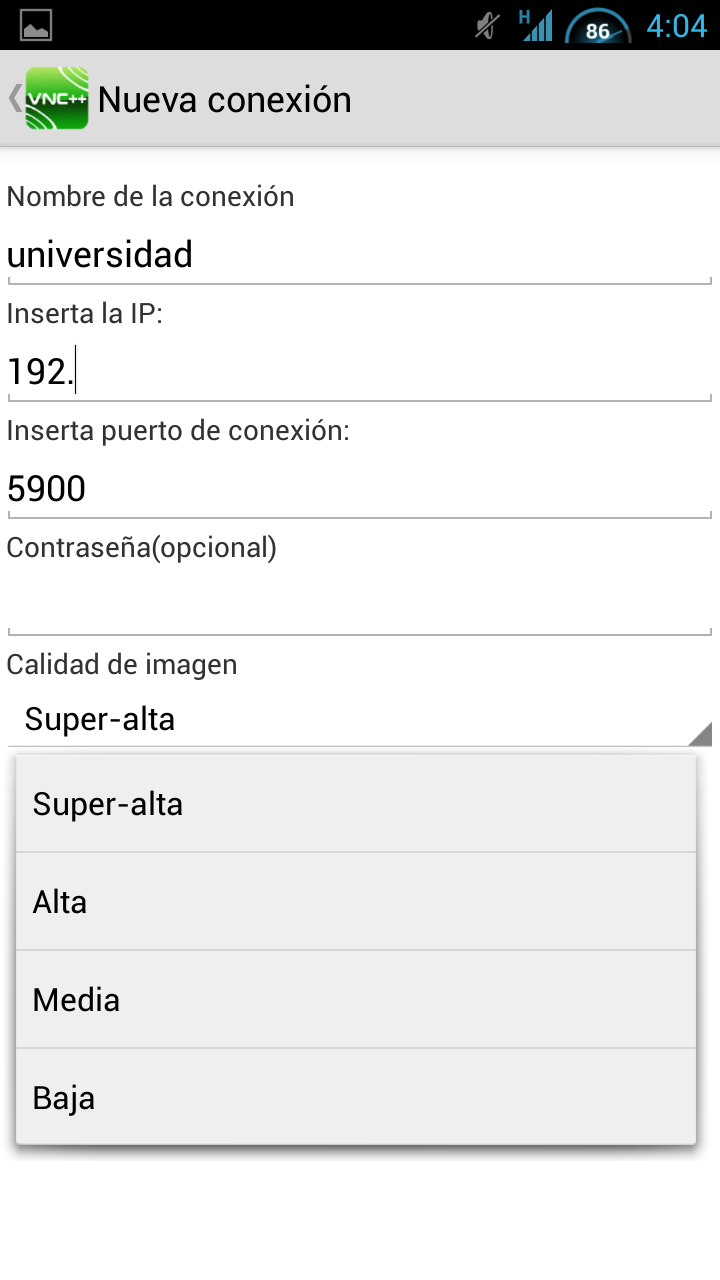 H 86 4:04
VNC++ Nueva conexión
Nombre de la conexión
universidad
Inserta la IP:
192.
Inserta puerto de conexión:
5900
Contraseña(opcional)
Calidad de imagen
Super-alta
Super-alta
Alta
Media
Baja